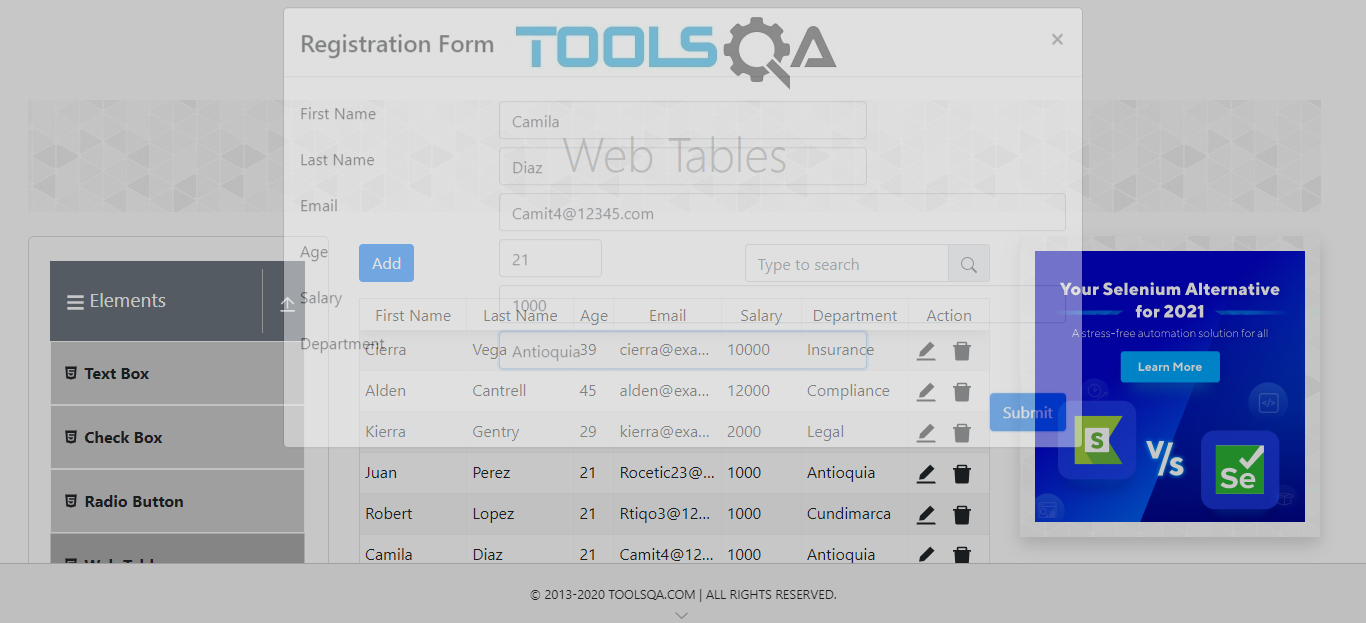 Registration Form TOOLSQA ×
First Name Camila
Web Tables
Last Name Diaz
Email Camit4@12345.com
Age 21
Add Type to search
Elements
Salary 1000
First Name Last Name Age Email Salary Department Action
Department Antioquia
Cierra Vega 39 cierra@exa... 10000 Insurance
Alden Cantrell 45 alden@exa... 12000 Compliance
Submit
Kierra Gentry 29 kierra@exa... 2000 Legal
Juan Perez 21 Rocetic23@... 1000 Antioquia
Robert Lopez 21 Rtiqo3@12... 1000 Cundimarca
Camila Diaz 21 Camit4@12... 1000 Antioquia
Text Box
Check Box
Radio Button
Your Selenium Alternative
for 2021
A stress-free automation solution for all
Learn More
S V/s Se
© 2013-2020 TOOLSQA.COM | ALL RIGHTS RESERVED.